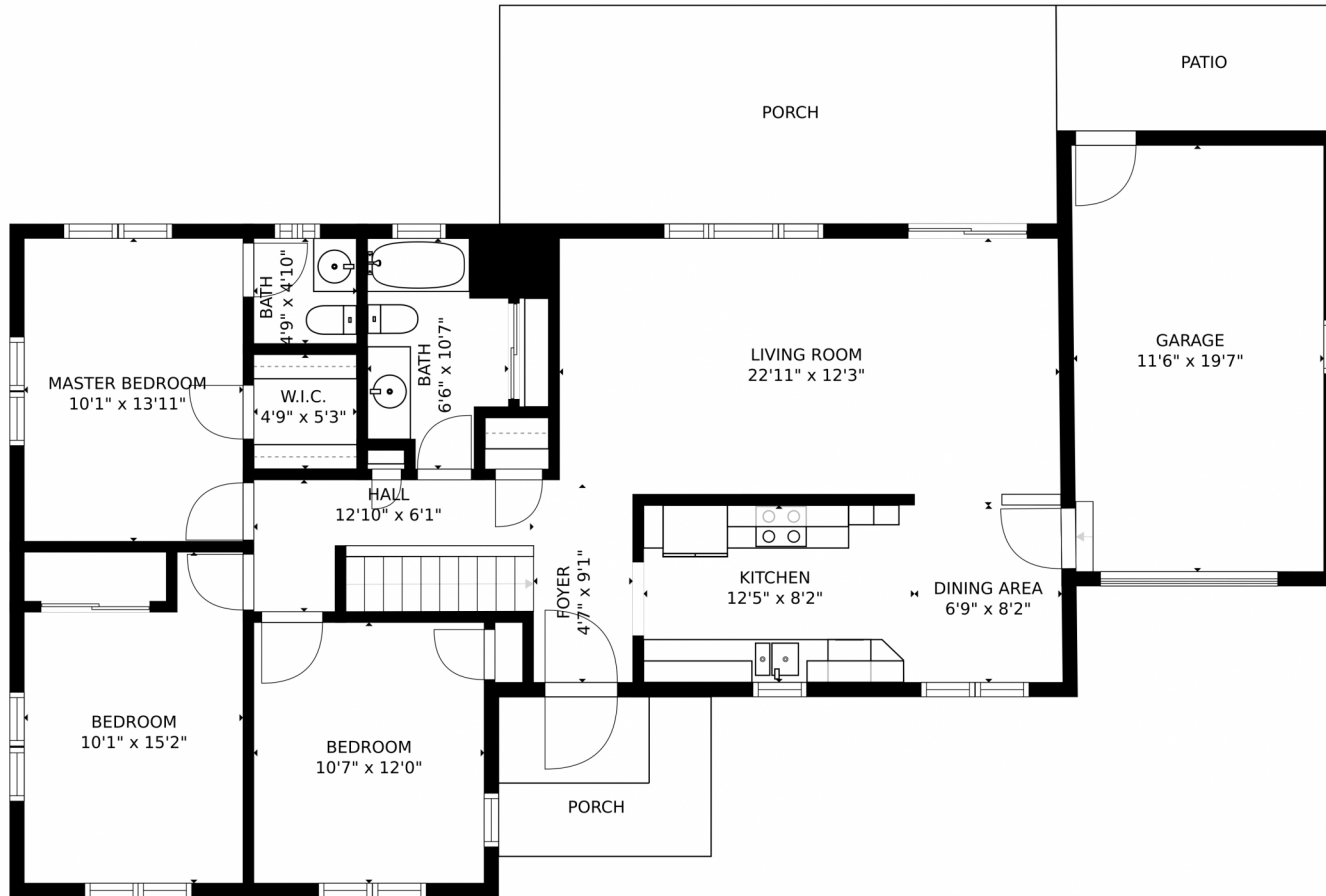 PATIO
PORCH
GARAGE
11'6" x 19'7"
LIVING ROOM
22'11" x 12'3"
BATH
4'9" x 4'10"
BATH
6'6" x 10'7"
MASTER BEDROOM
10'1" x 13'11"
W.I.C.
4'9" x 5'3"
HALL
12'10" x 6'1"
FOYER
4'7" x 9'1"
KITCHEN
12'5" x 8'2"
DINING AREA
6'9" x 8'2"
BEDROOM
10'1" x 15'2"
BEDROOM
10'7" x 12'0"
PORCH